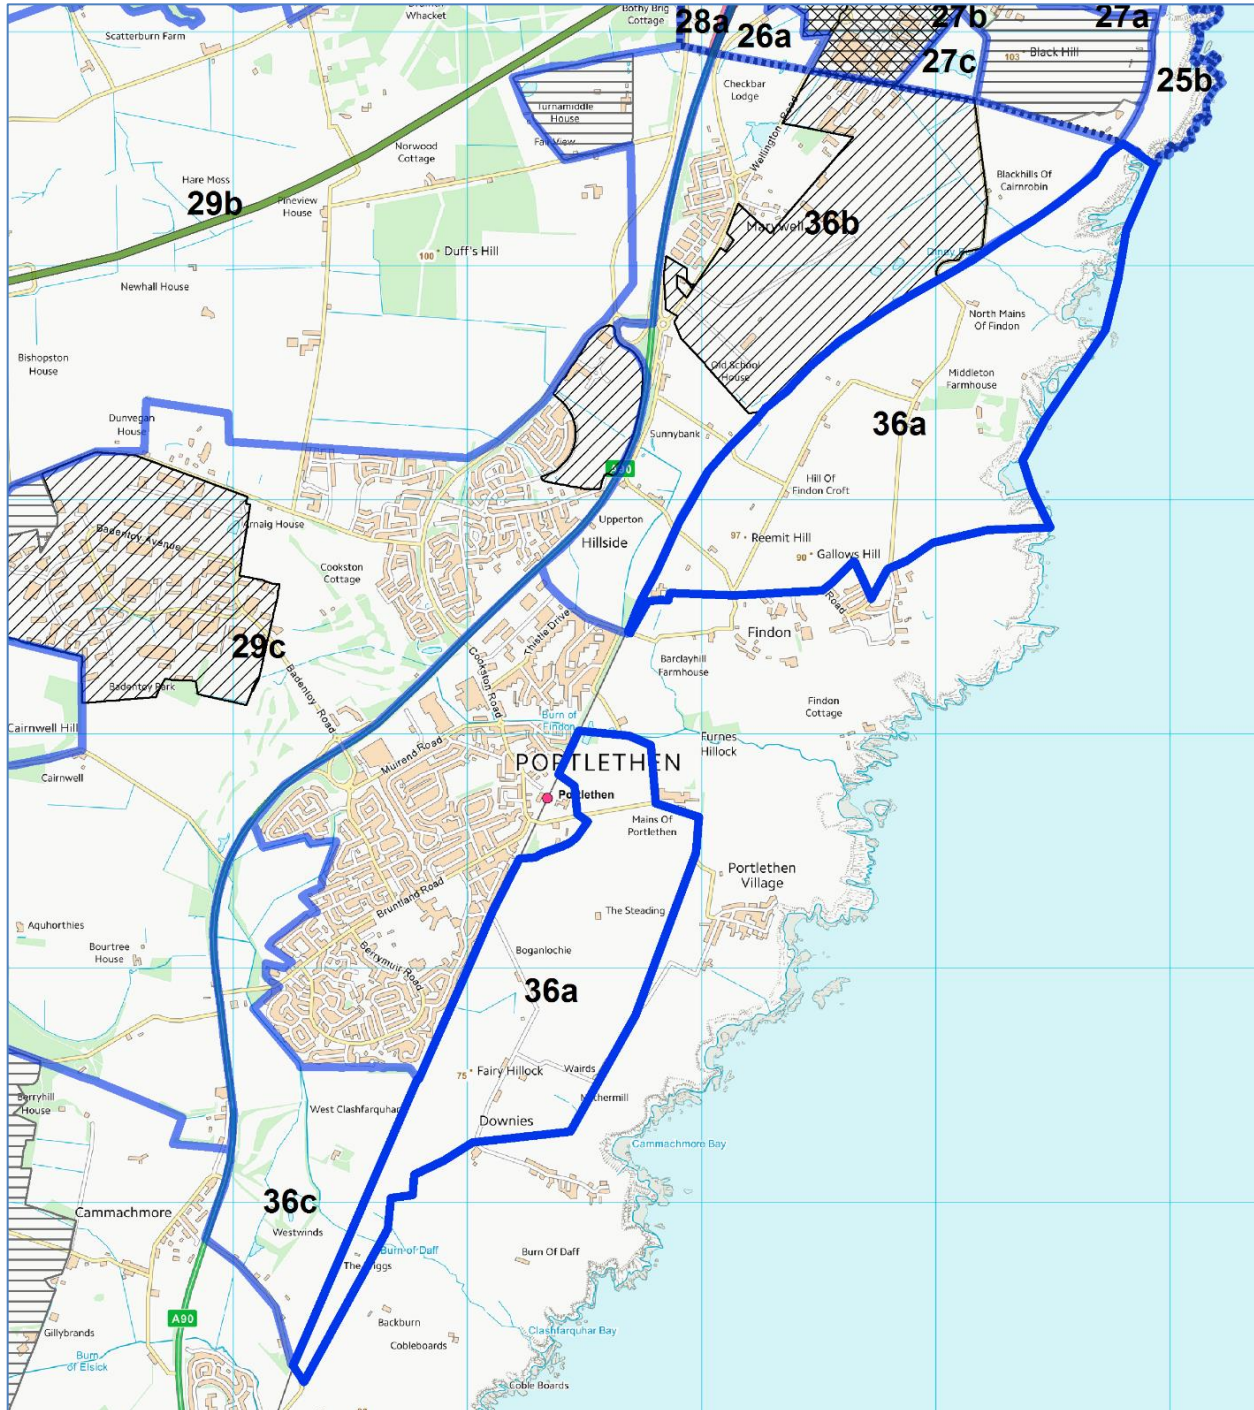 Whacket
Scatterburn Farm
Bothy Brig
Cottage
28a
26a
27b
27a
27c
103
Black Hill
25b
Checkbar
Lodge
Turnamiddle
House
Fairview
Wellington Road
Norwood
Cottage
Hare Moss
29b
Pineview
House
Blackhills Of
Cairnrobin
Marywell
36b
100
Duff's Hill
Newhall House
North Mains
Of Findon
Bishopston
House
Old School
House
Middleton
Farmhouse
Dunvegan
House
Sunnybank
36a
A90
Hill Of
Findon Croft
Badentoy Avenue
Arnaig House
Upperton
Hillside
97
Reemit Hill
90
Gallows Hill
Cookston
Cottage
Road
Thistle Drive
Findon
29c
Cookston Road
Barclayhill
Farmhouse
Badentoy Park
Badentoy Road
Findon
Cottage
Cairnwell Hill
Burn of
Findon
Furnes
Hillock
Muirend Road
PORTLETHEN
Cairnwell
Portlethen
Mains Of
Portlethen
Portlethen
Village
Bruntland Road
The Steading
Aquhorthies
Bourtree
House
Berrymuir Road
Boganlochie
36a
75
Fairy Hillock
Wairds
Berryhill
House
West Clashfarquhar
Downies
Cammachmore Bay
36c
Cammachmore
Westwinds
Burn of Daff
Burn Of Daff
A90
Backburn
Gillybrands
Cobleboards
Clashfarquhar Bay
Burn
of Elsick
Coble Boards